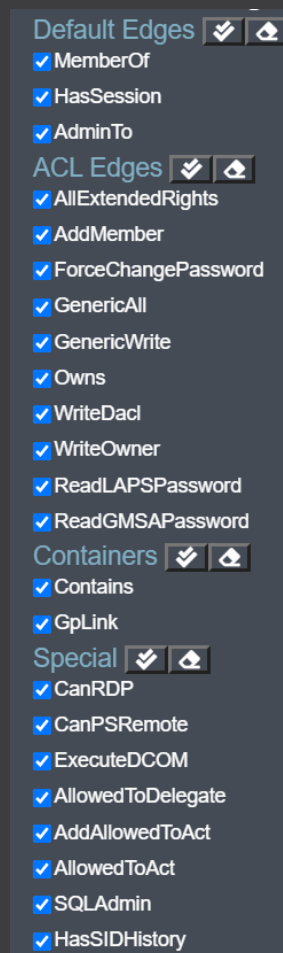 Default Edges
MemberOf
HasSession
AdminTo
ACL Edges
AllExtendedRights
AddMember
ForceChangePassword
GenericAll
GenericWrite
Owns
WriteDacl
WriteOwner
ReadLAPSPassword
ReadGMSAPassword
Containers
Contains
GpLink
Special
CanRDP
CanPSRemote
ExecuteDCOM
AllowedToDelegate
AddAllowedToAct
AllowedToAct
SQLAdmin
HasSIDHistory